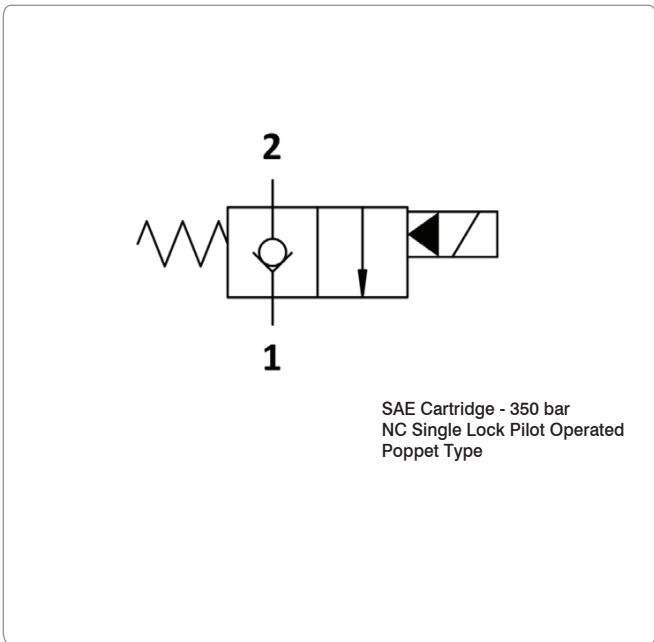 2
1
SAE Cartridge - 350 bar
NC Single Lock Pilot Operated
Poppet Type